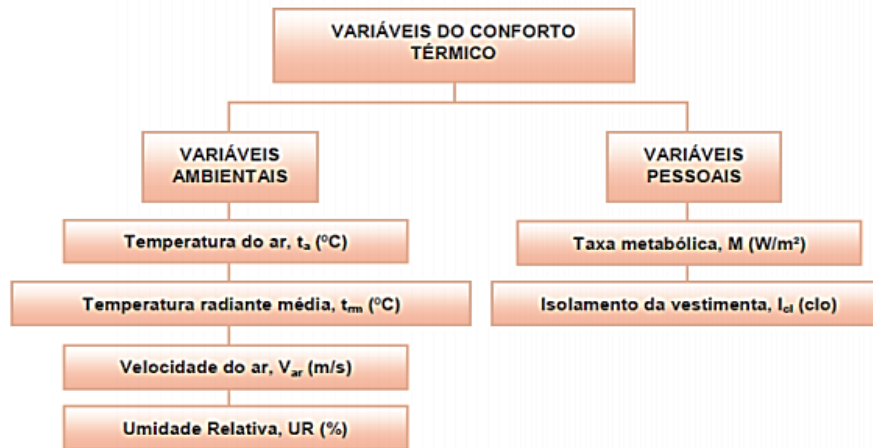 VARIÁVEIS DO CONFORTO
TÉRMICO
VARIÁVEIS
AMBIENTAIS
Temperatura do ar, tₐ (ºC)
Temperatura radiante média, tᵣₘ (ºC)
Velocidade do ar, Vₐᵣ (m/s)
Umidade Relativa, UR (%)
VARIÁVEIS
PESSOAIS
Taxa metabólica, M (W/m²)
Isolamento da vestimenta, I_cl (clo)